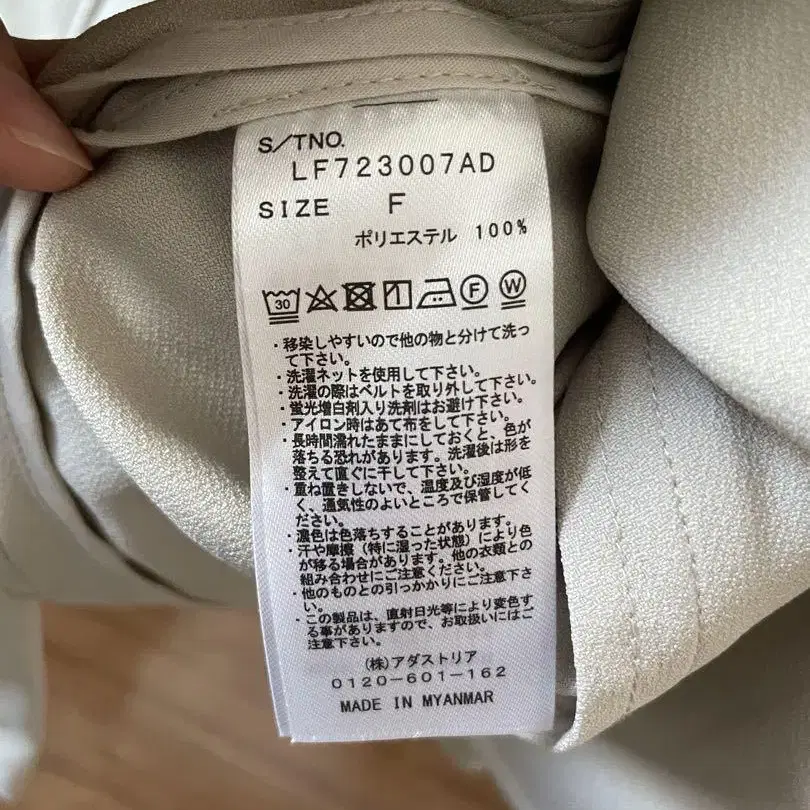 S/TNO.
LF723007AD
SIZE F
ポリエステル 100%
30
F
W
・移染しやすいので他の物と分けて洗っ
て下さい。
・洗濯ネットを使用して下さい。
・洗濯の際はベルトを取り外して下さい。
・蛍光増白剤入り洗剤はお避け下さい。
・アイロン時はあて布をして下さい。
・長時間濡れたままにしておくと、色が
落ちる恐れがあります。洗濯後は形を
整えて直ぐに干して下さい。
・重ね置きしないで、温度及び湿度が低
く、通気性のよいところで保管してく
ださい。
・濃色は色落ちすることがあります。
・汗や摩擦（特に湿った状態）により色
が移る場合があります。他の衣類との
組み合わせにご注意ください。
・他のものとの引っかかりにご注意下さ
い。
・この製品は、直射日光等により変色す
る事がありますので、お取扱いにはご
注意下さい。
(株)アダストリア
0120-601-162
MADE IN MYANMAR